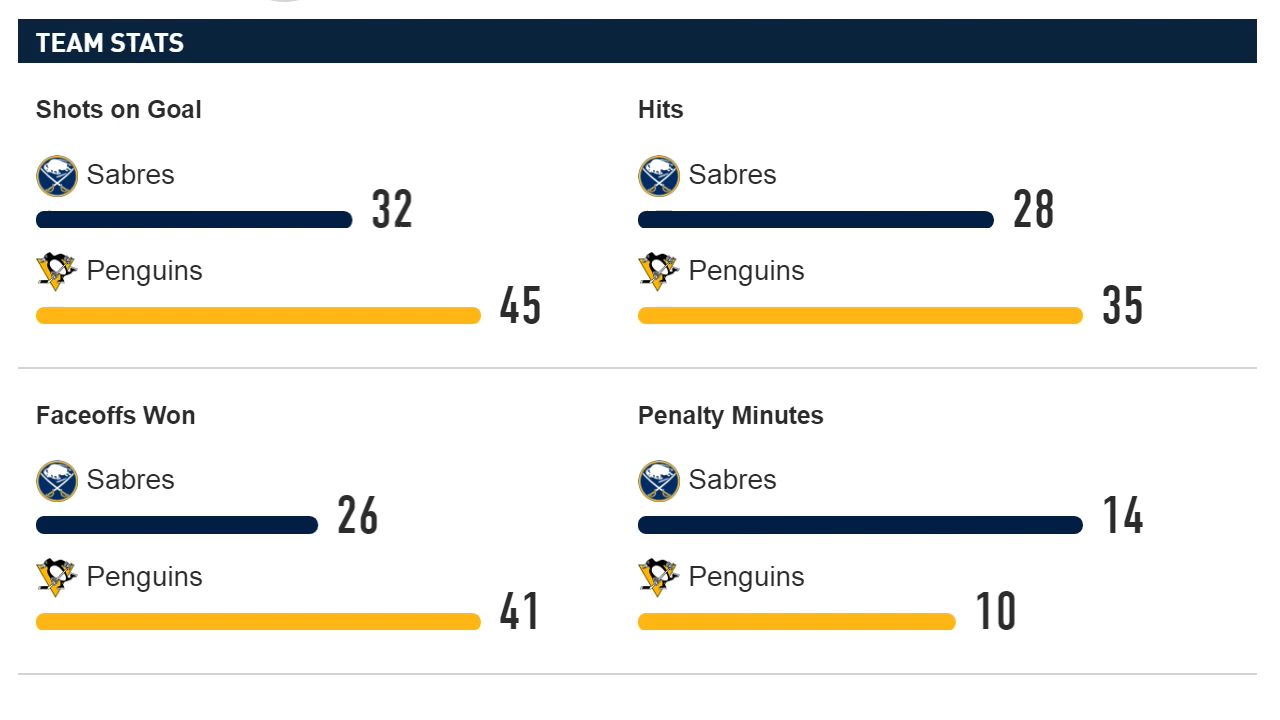 TEAM STATS
Shots on Goal
Sabres
32
Penguins
45
Hits
Sabres
28
Penguins
35
Faceoffs Won
Sabres
26
Penguins
41
Penalty Minutes
Sabres
14
Penguins
10